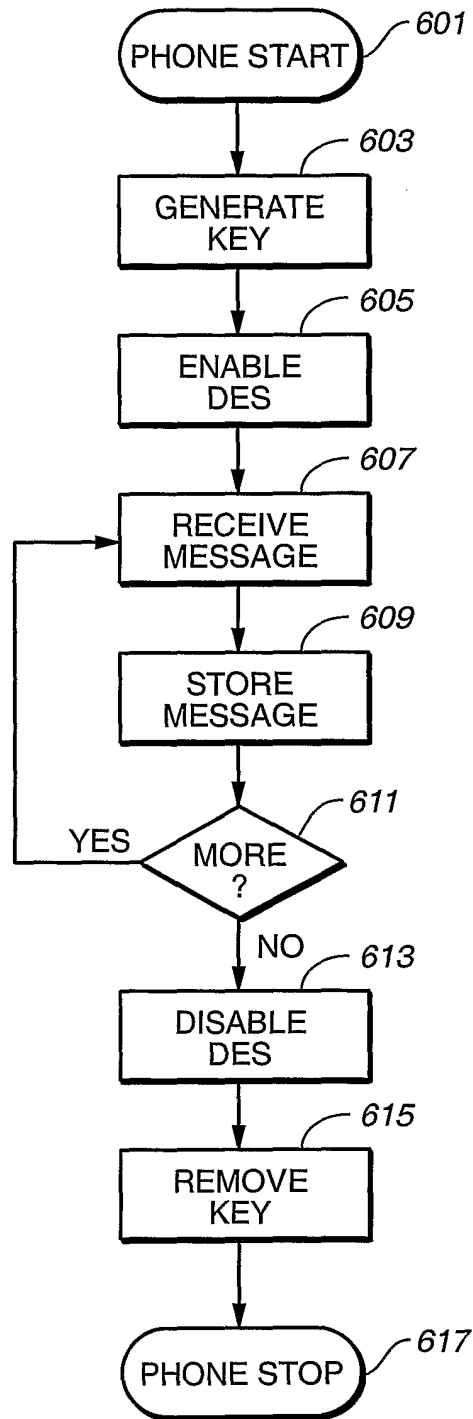 PHONE START
601
603
GENERATE
KEY
605
ENABLE
DES
607
RECEIVE
MESSAGE
609
STORE
MESSAGE
611
YES
MORE
?
NO
613
DISABLE
DES
615
REMOVE
KEY
617
PHONE STOP